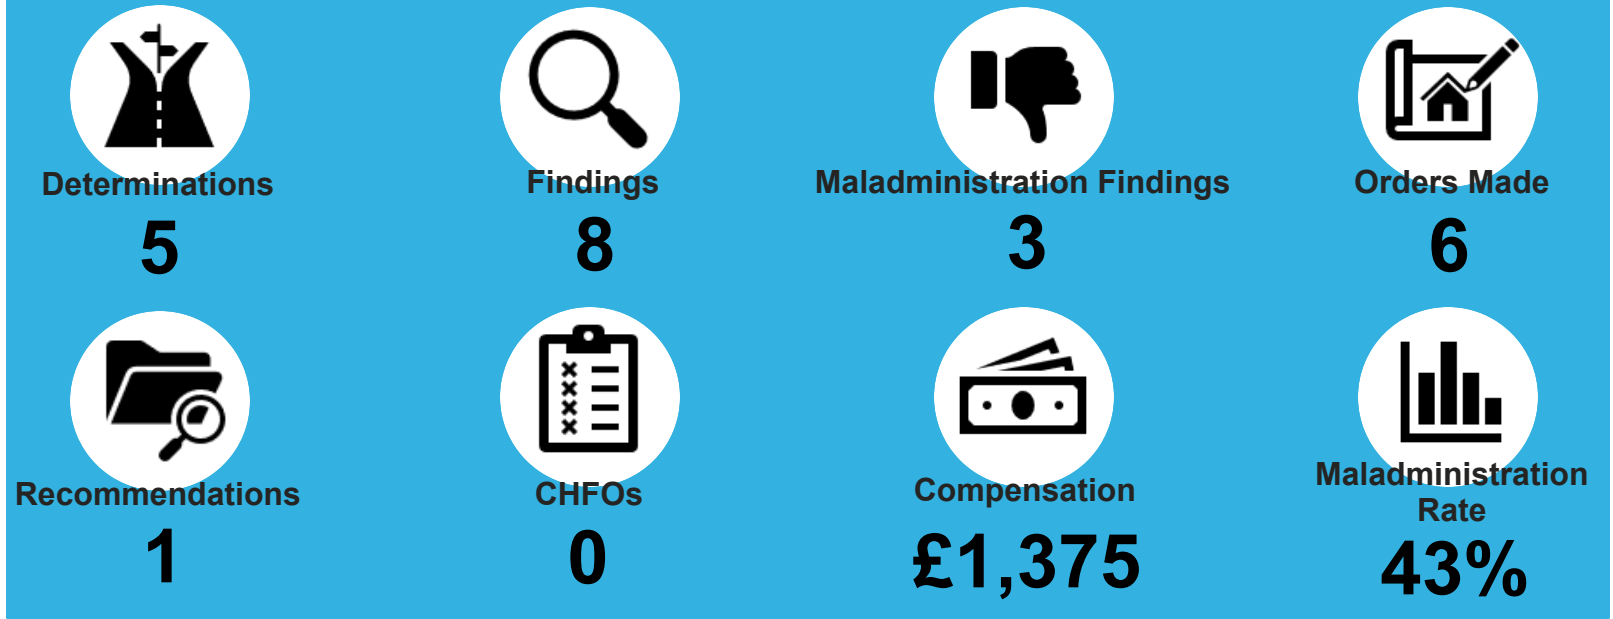 Determinations
5
Findings
8
Maladministration Findings
3
Orders Made
6
Recommendations
1
CHFOs
0
Compensation
£1,375
Maladministration
Rate
43%